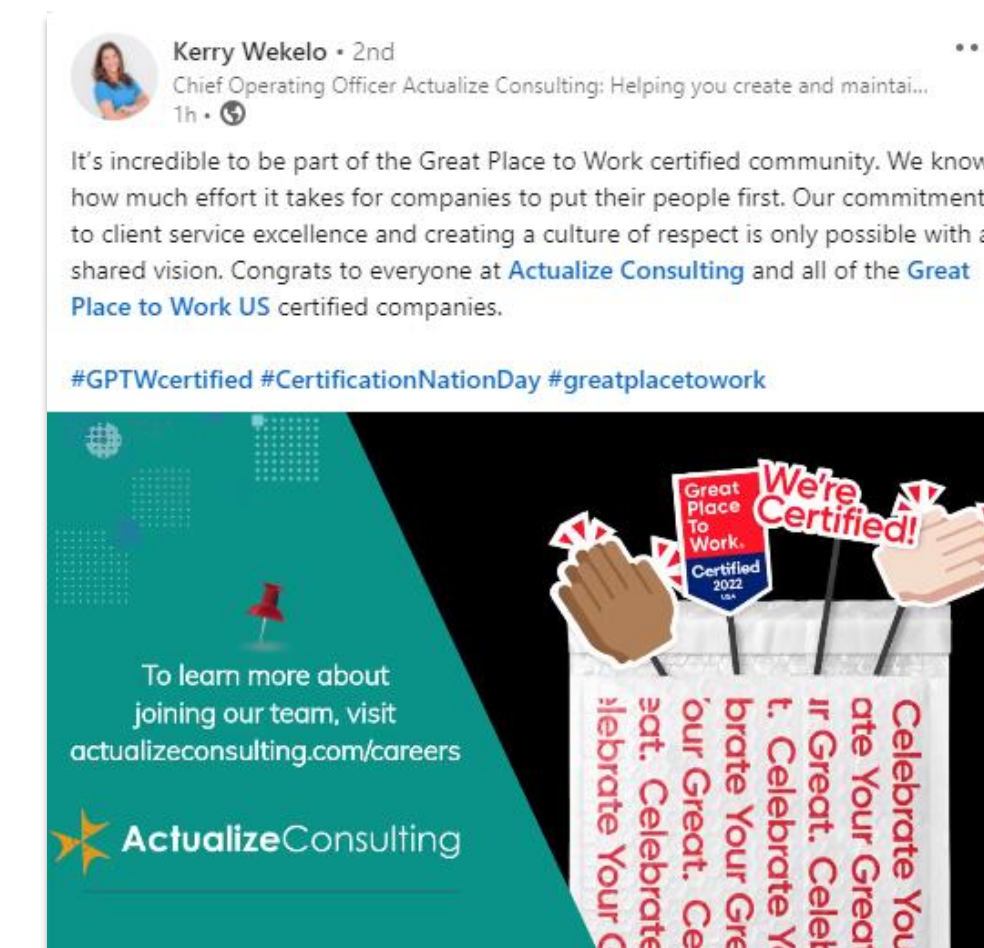 Kerry Wekelo • 2nd
Chief Operating Officer Actualize Consulting: Helping you create and maintai...
1h •
It's incredible to be part of the Great Place to Work certified community. We know
how much effort it takes for companies to put their people first. Our commitment
to client service excellence and creating a culture of respect is only possible with a
shared vision. Congrats to everyone at Actualize Consulting and all of the Great
Place to Work US certified companies.
#GPTWcertified #CertificationNationDay #greatplacetowork
Great
Place
To
Work.
Certified
2022
USA
We're
Certified!
To learn more about
joining our team, visit
actualizeconsulting.com/careers
ActualizeConsulting
Celebrate You
ate Your Great
ur Great. Celeb
t. Celebrate Yo
brate Your Gre
our Great. Ce
eat. Celebrate
elebrate Your G